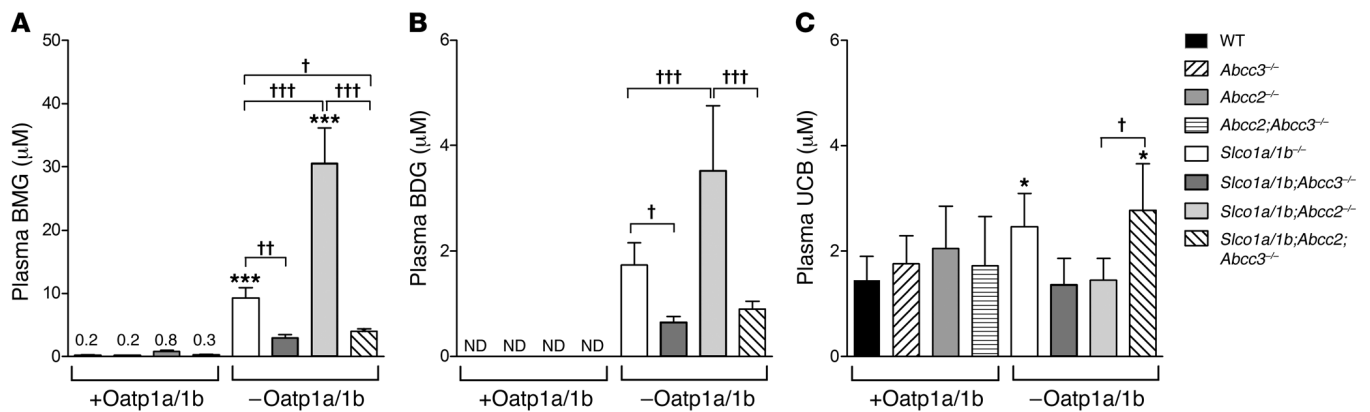 A
Plasma BMG (μM)
50
40
30
20
10
0
†
†††
†††
***
††
***
0.2
0.2
0.8
0.3
+Oatp1a/1b
−Oatp1a/1b
B
Plasma BDG (μM)
6
4
2
0
†††
†††
†
ND
ND
ND
ND
+Oatp1a/1b
−Oatp1a/1b
C
Plasma UCB (μM)
6
4
2
0
†
*
*
+Oatp1a/1b
−Oatp1a/1b
WT
Abcc3–/–
Abcc2–/–
Abcc2;Abcc3–/–
Slco1a/1b–/–
Slco1a/1b;Abcc3–/–
Slco1a/1b;Abcc2–/–
Slco1a/1b;Abcc2;
Abcc3–/–